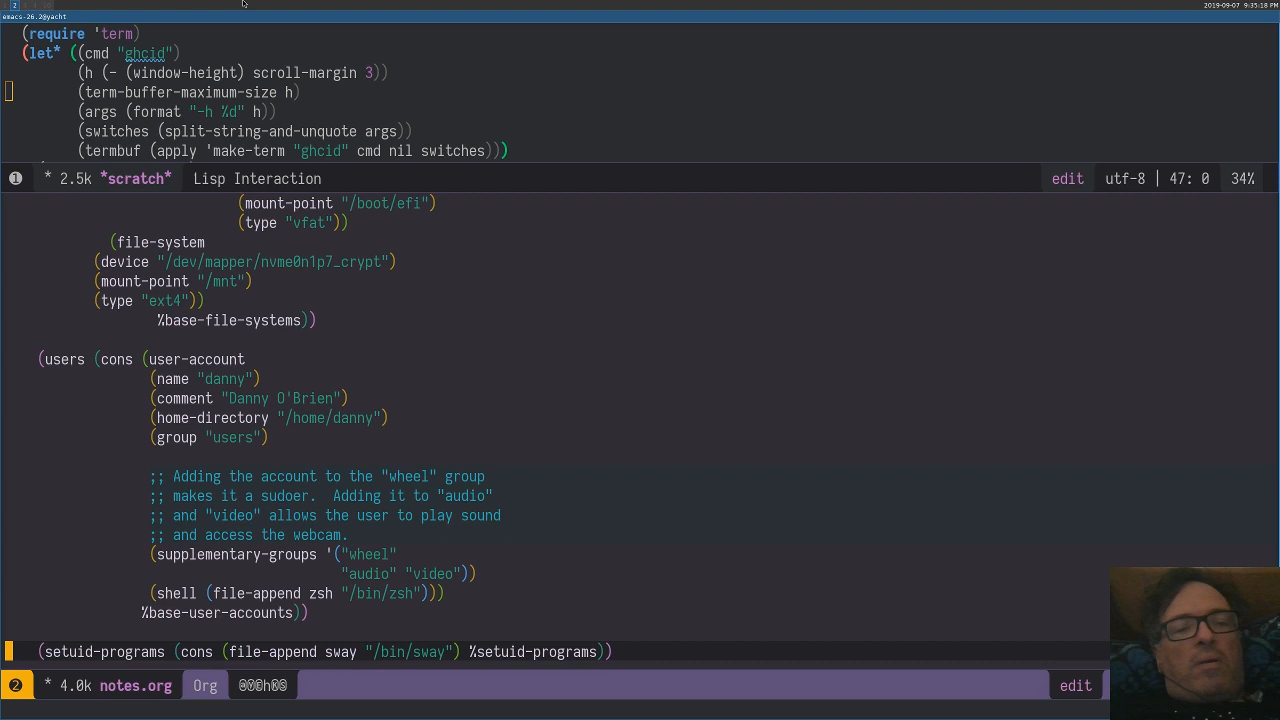 2 2019-09-07 9:35:18 PM
emacs-26.2@yacht
(require 'term)
(let* ((cmd "ghcid")
(h (- (window-height) scroll-margin 3))
(term-buffer-maximum-size h)
(args (format "-h %d" h))
(switches (split-string-and-unquote args))
(termbuf (apply 'make-term "ghcid" cmd nil switches)))
1 * 2.5k *scratch* Lisp Interaction edit utf-8 | 47: 0 34%
(mount-point "/boot/efi")
(type "vfat"))
(file-system
(device "/dev/mapper/nvme0n1p7_crypt")
(mount-point "/mnt")
(type "ext4"))
%base-file-systems))
(users (cons (user-account
(name "danny")
(comment "Danny O'Brien")
(home-directory "/home/danny")
(group "users")
;; Adding the account to the "wheel" group
;; makes it a sudoer.  Adding it to "audio"
;; and "video" allows the user to play sound
;; and access the webcam.
(supplementary-groups '("wheel"
"audio" "video"))
(shell (file-append zsh "/bin/zsh")))
%base-user-accounts))
(setuid-programs (cons (file-append sway "/bin/sway") %setuid-programs))
2 * 4.0k notes.org Org edit